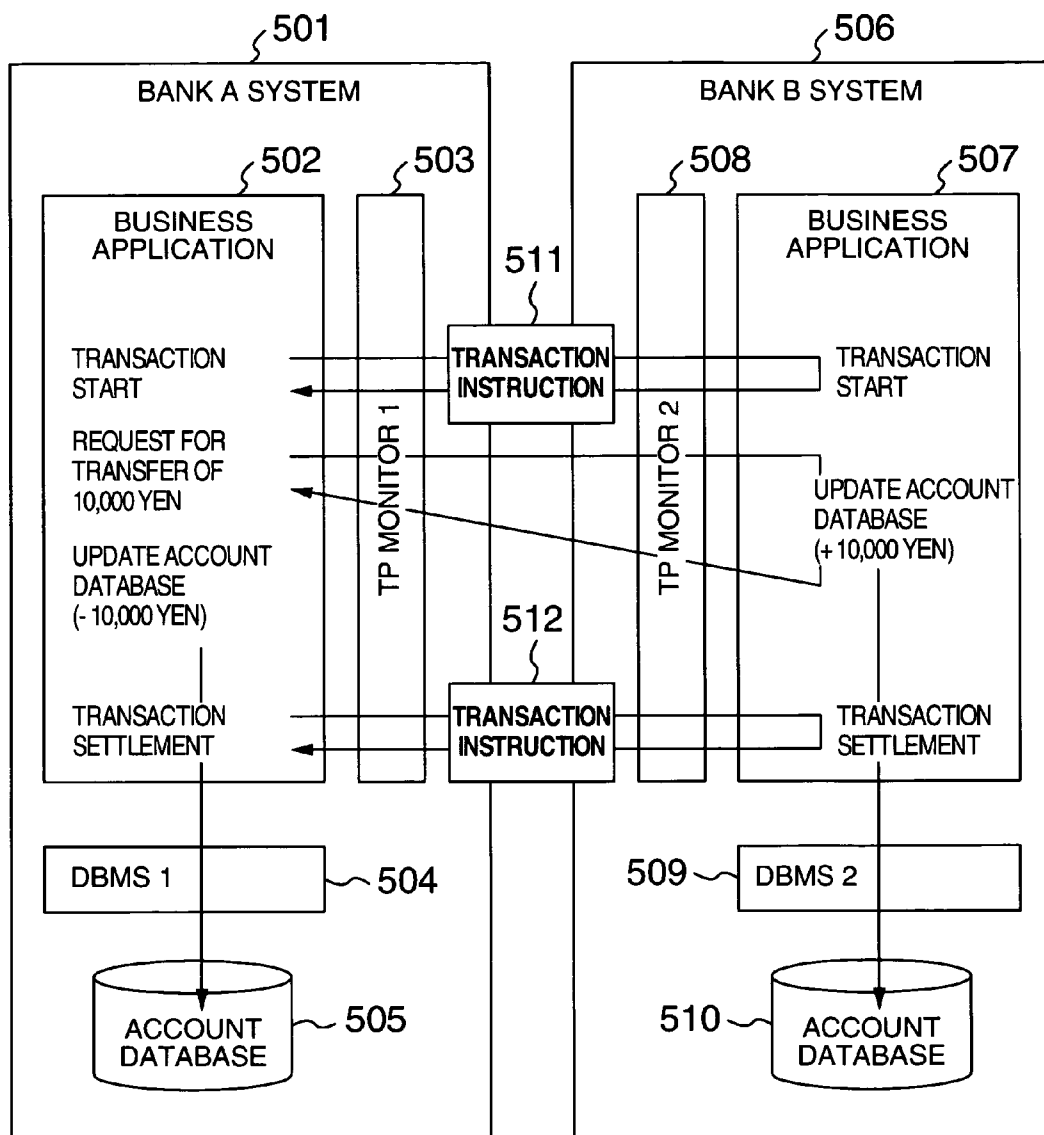 501
506
BANK A SYSTEM
BANK B SYSTEM
502
503
508
507
BUSINESS
APPLICATION
BUSINESS
APPLICATION
511
TRANSACTION
START
TRANSACTION
INSTRUCTION
TRANSACTION
START
REQUEST FOR
TRANSFER OF
10,000 YEN
TP MONITOR 1
TP MONITOR 2
UPDATE ACCOUNT
DATABASE
(+ 10,000 YEN)
UPDATE ACCOUNT
DATABASE
(- 10,000 YEN)
512
TRANSACTION
SETTLEMENT
TRANSACTION
INSTRUCTION
TRANSACTION
SETTLEMENT
DBMS 1
504
509
DBMS 2
ACCOUNT
DATABASE
505
510
ACCOUNT
DATABASE